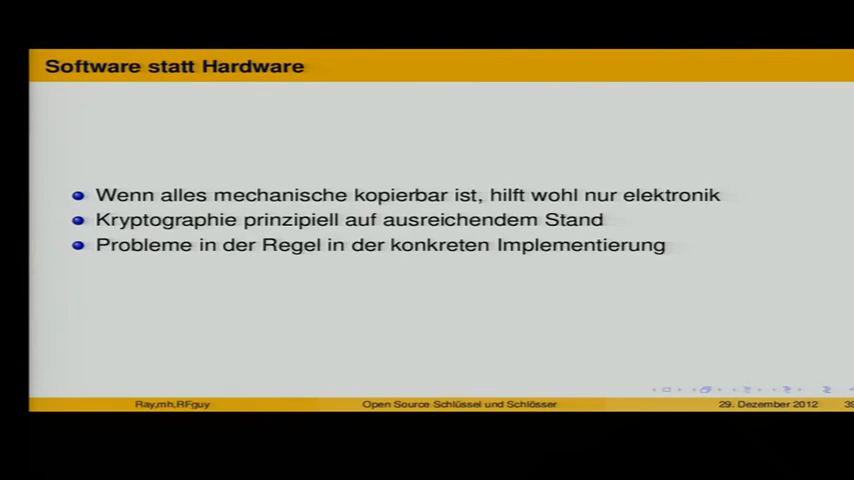 Software statt Hardware
Wenn alles mechanische kopierbar ist, hilft wohl nur elektronik
Kryptographie prinzipiell auf ausreichendem Stand
Probleme in der Regel in der konkreten Implementierung
Ray,mh,RFguy
Open Source Schlüssel und Schlösser
29. Dezember 2012